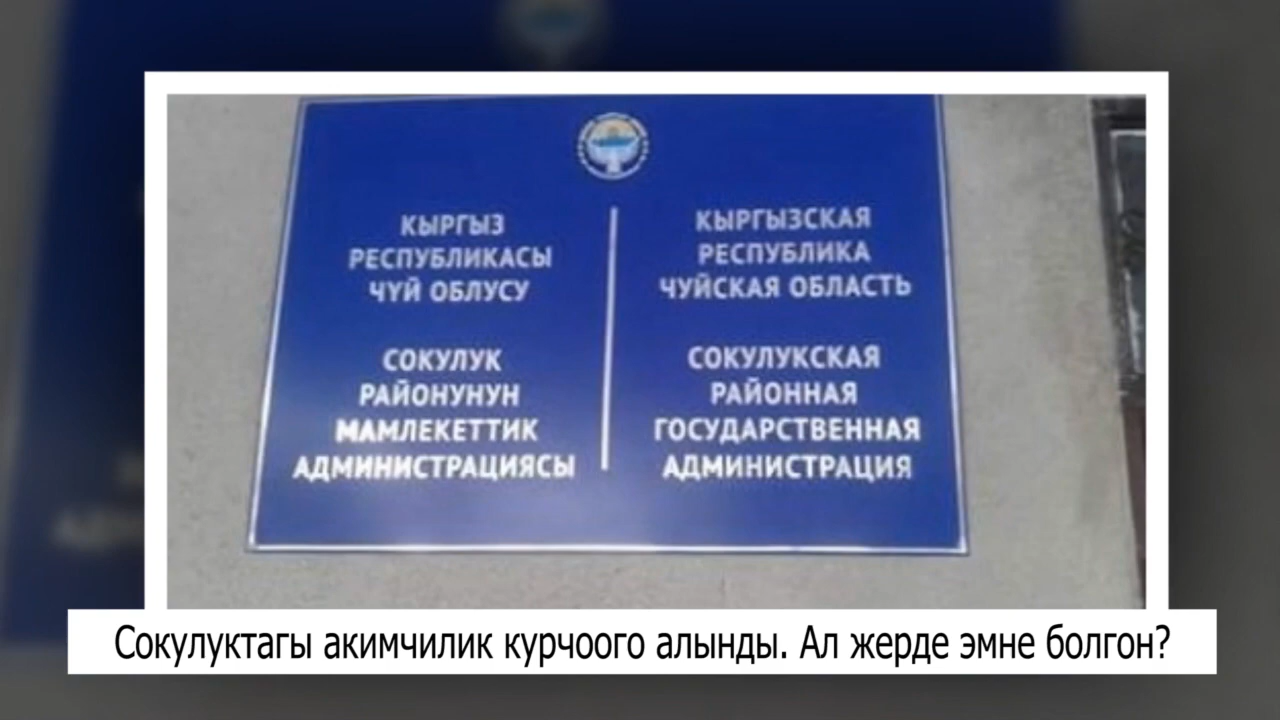 КЫРГЫЗ
РЕСПУБЛИКАСЫ
ЧҮЙ ОБЛУСУ
СОКУЛУК
РАЙОНУНУН
МАМЛЕКЕТТИК
АДМИНИСТРАЦИЯСЫ
КЫРГЫЗСКАЯ
РЕСПУБЛИКА
ЧУЙСКАЯ ОБЛАСТЬ
СОКУЛУКСКАЯ
РАЙОННАЯ
ГОСУДАРСТВЕННАЯ
АДМИНИСТРАЦИЯ
Сокулуктагы акимчилик курчоого алынды. Ал жерде эмне болгон?